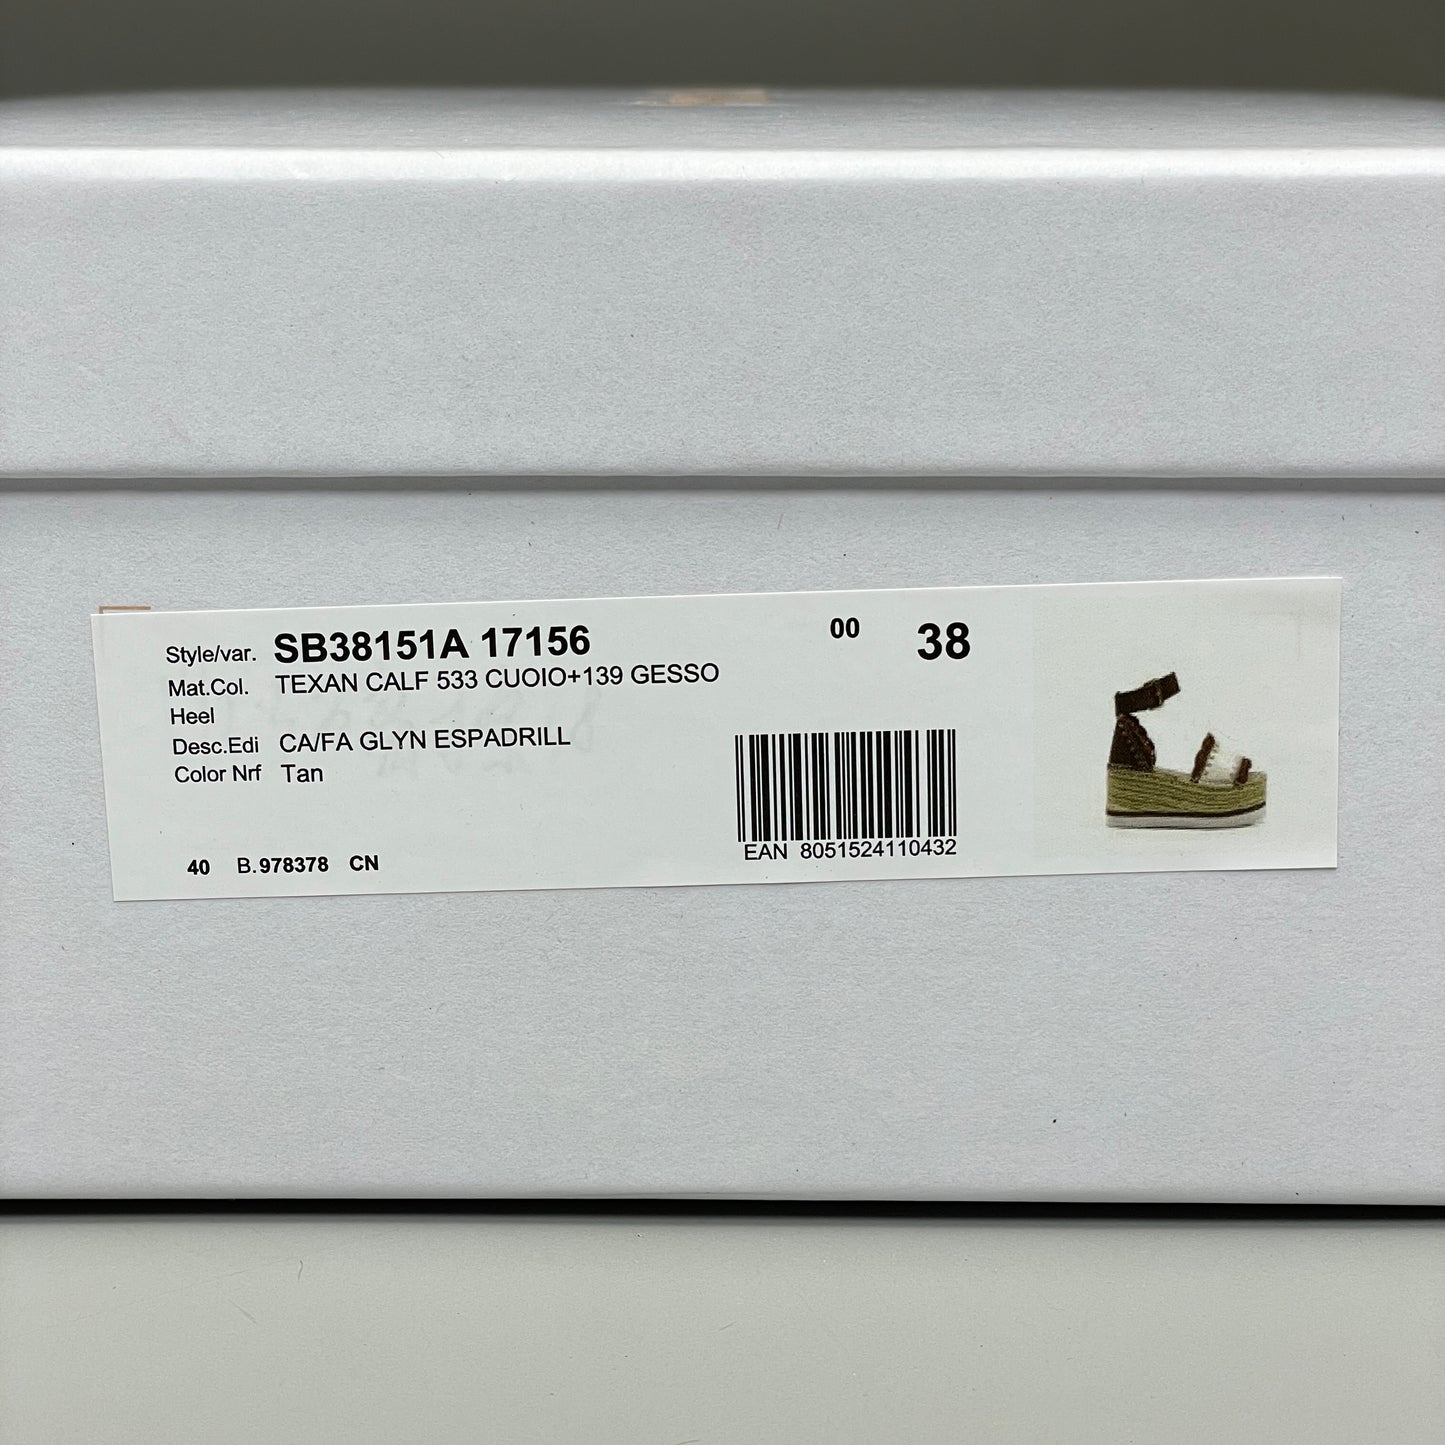 Style/var. SB38151A 17156 00 38
Mat.Col. TEXAN CALF 533 CUOIO+139 GESSO
Heel
Desc.Edi CA/FA GLYN ESPADRILL
Color Nrf Tan
EAN 8051524110432
40 B.978378 CN